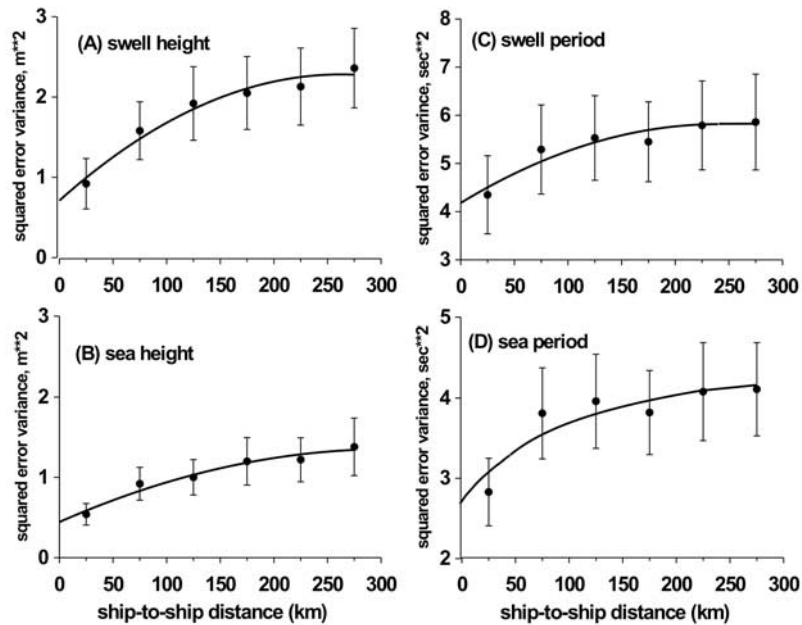 (A) swell height
squared error variance, m**2
3
2
1
0
0 50 100 125 150 200 250 300
(C) swell period
squared error varince, sec**2
8
7
6
5
4
3
0 50 100 150 200 250 300
(B) sea height
squared error variance, m**2
3
2
1
0
0 50 100 150 200 250 300
ship-to-ship distance (km)
(D) sea period
squared error variance, sec**2
5
4
3
2
0 50 100 150 200 250 300
ship-to-ship distance (km)